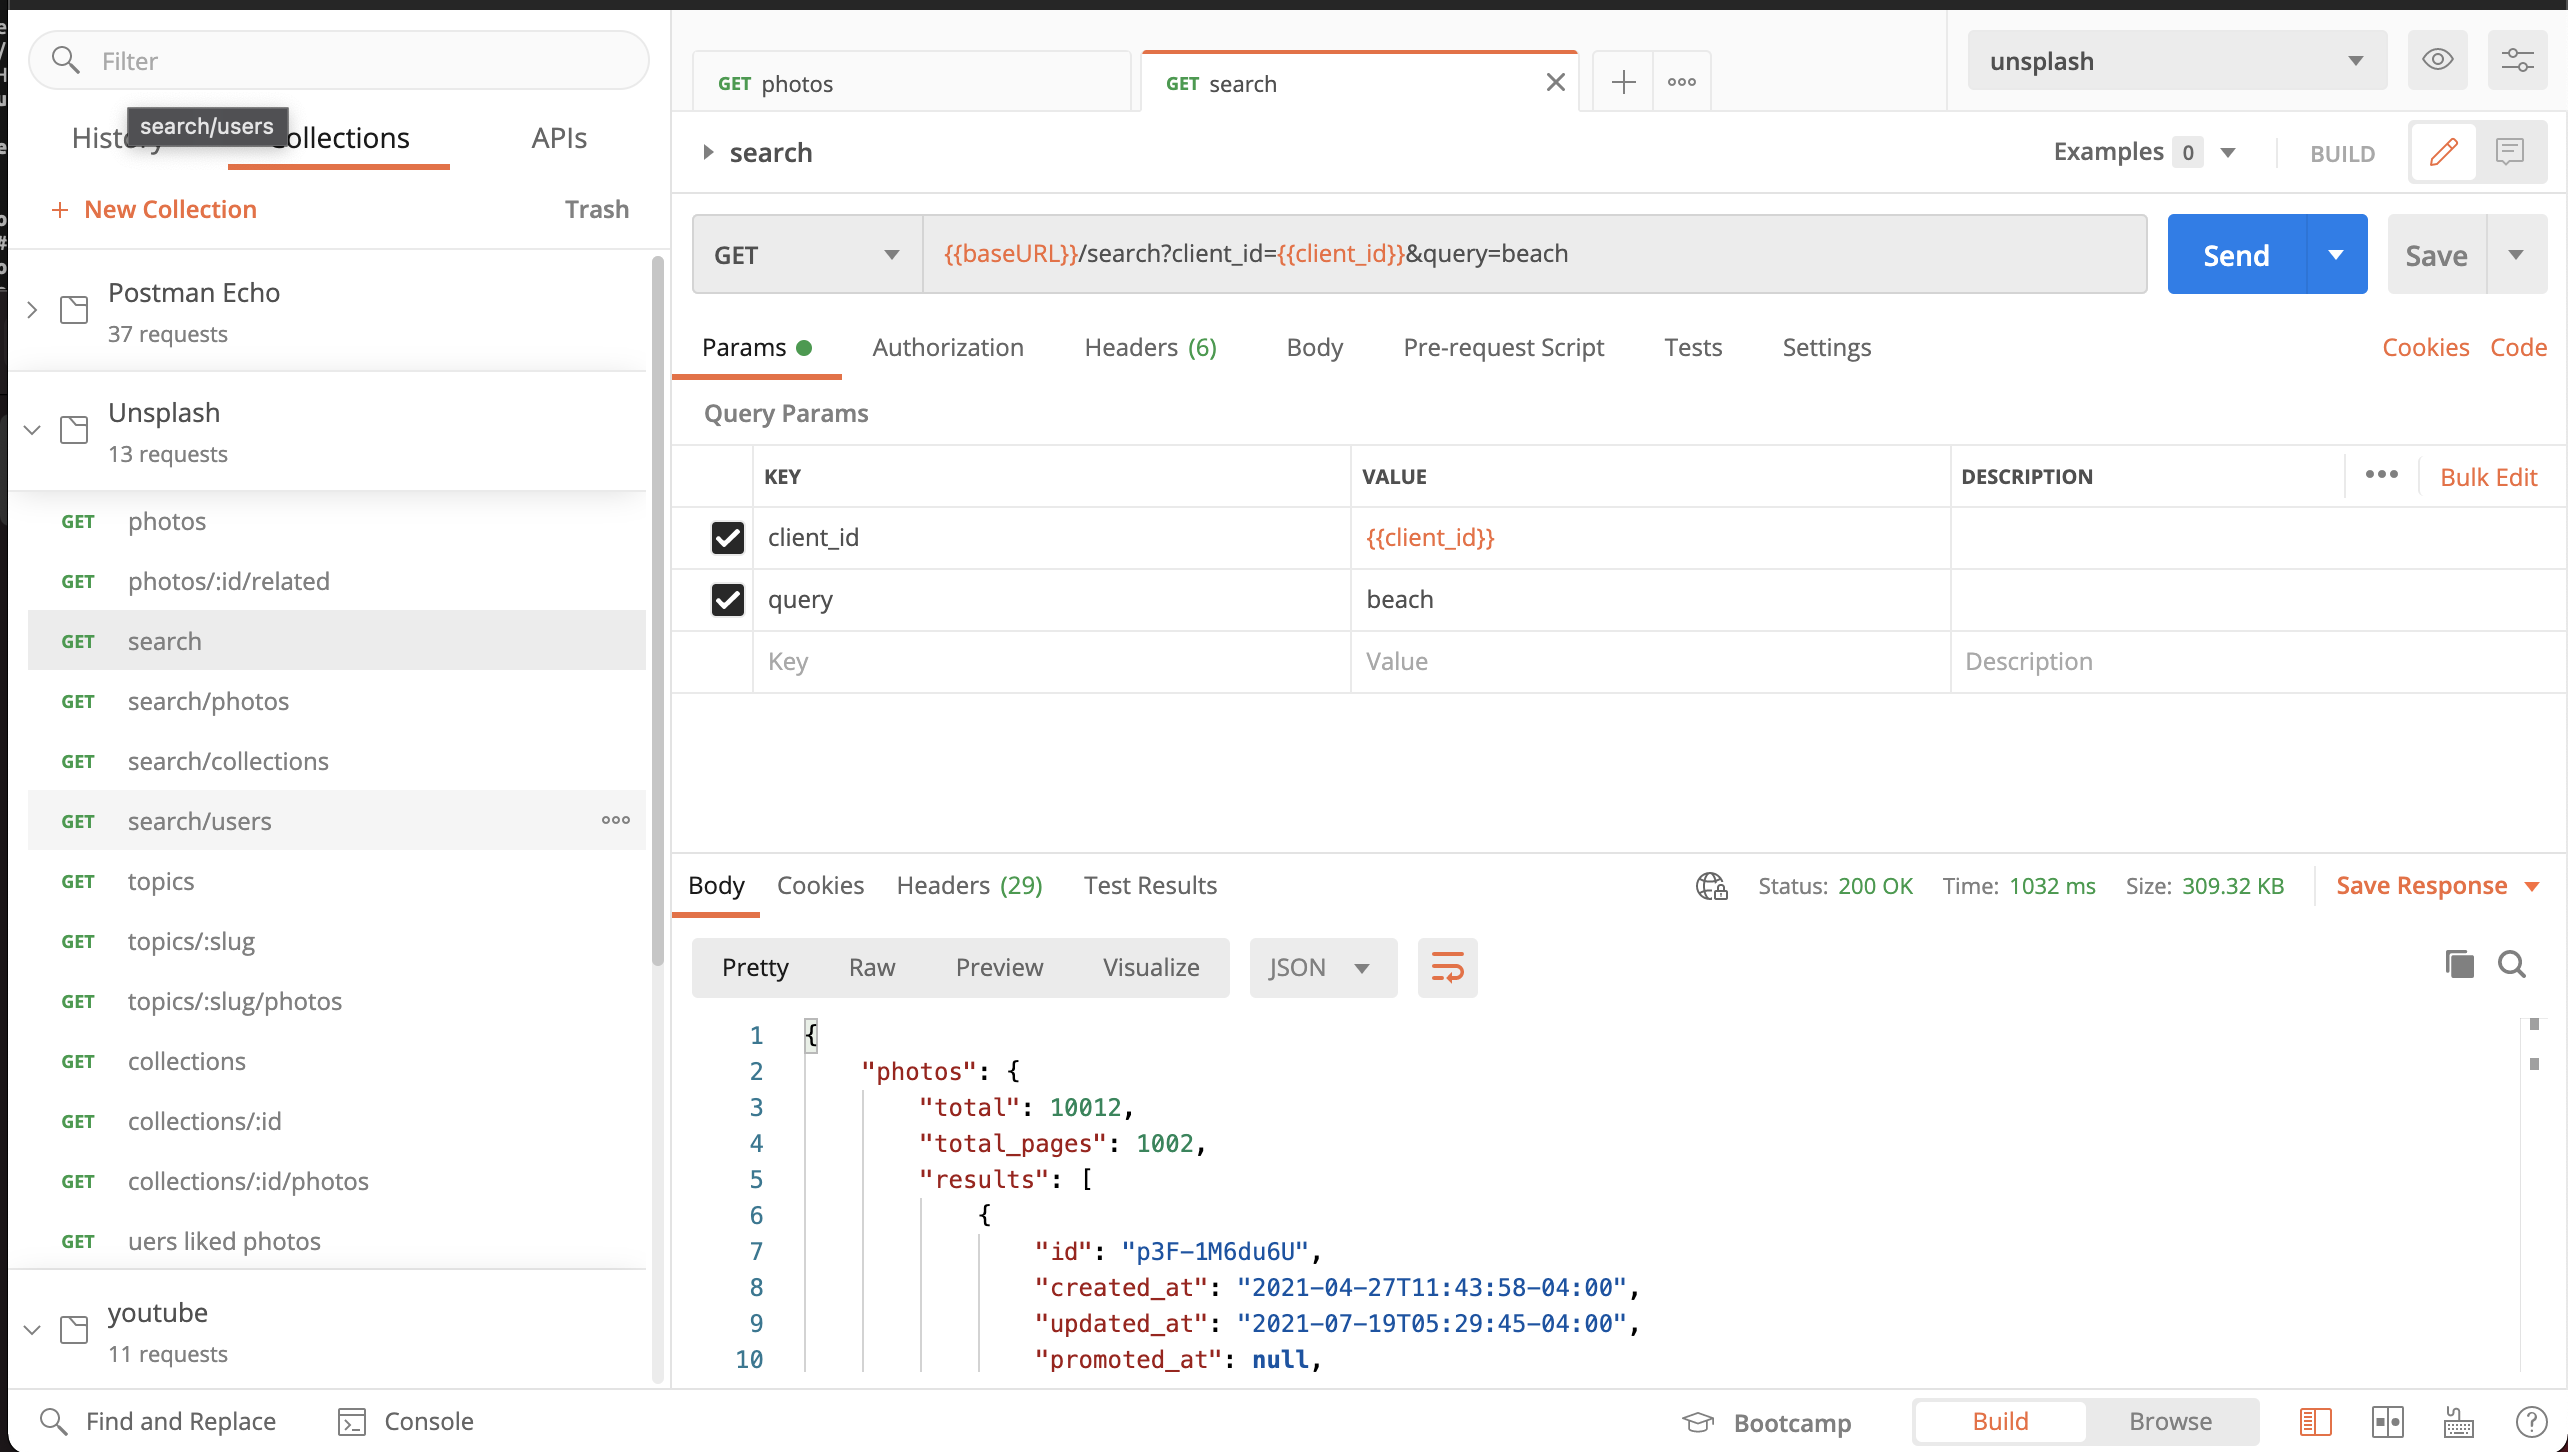 Filter
search/users
History
Collections
APIs
+ New Collection
Trash
Postman Echo
37 requests
Unsplash
13 requests
GET photos
GET photos/:id/related
GET search
GET search/photos
GET search/collections
GET search/users
GET topics
GET topics/:slug
GET topics/:slug/photos
GET collections
GET collections/:id
GET collections/:id/photos
GET uers liked photos
youtube
11 requests
GET photos
GET search
unsplash
search
Examples 0
BUILD
GET
{{baseURL}}/search?client_id={{client_id}}&query=beach
Send
Save
Params
Authorization
Headers (6)
Body
Pre-request Script
Tests
Settings
Cookies
Code
Query Params
KEY VALUE DESCRIPTION
Bulk Edit
client_id {{client_id}}
query beach
Key Value Description
Body
Cookies
Headers (29)
Test Results
Status: 200 OK
Time: 1032 ms
Size: 309.32 KB
Save Response
Pretty
Raw
Preview
Visualize
JSON
1 {
2 "photos": {
3 "total": 10012,
4 "total_pages": 1002,
5 "results": [
6 {
7 "id": "p3F-1M6du6U",
8 "created_at": "2021-04-27T11:43:58-04:00",
9 "updated_at": "2021-07-19T05:29:45-04:00",
10 "promoted_at": null,
Find and Replace
Console
Bootcamp
Build
Browse